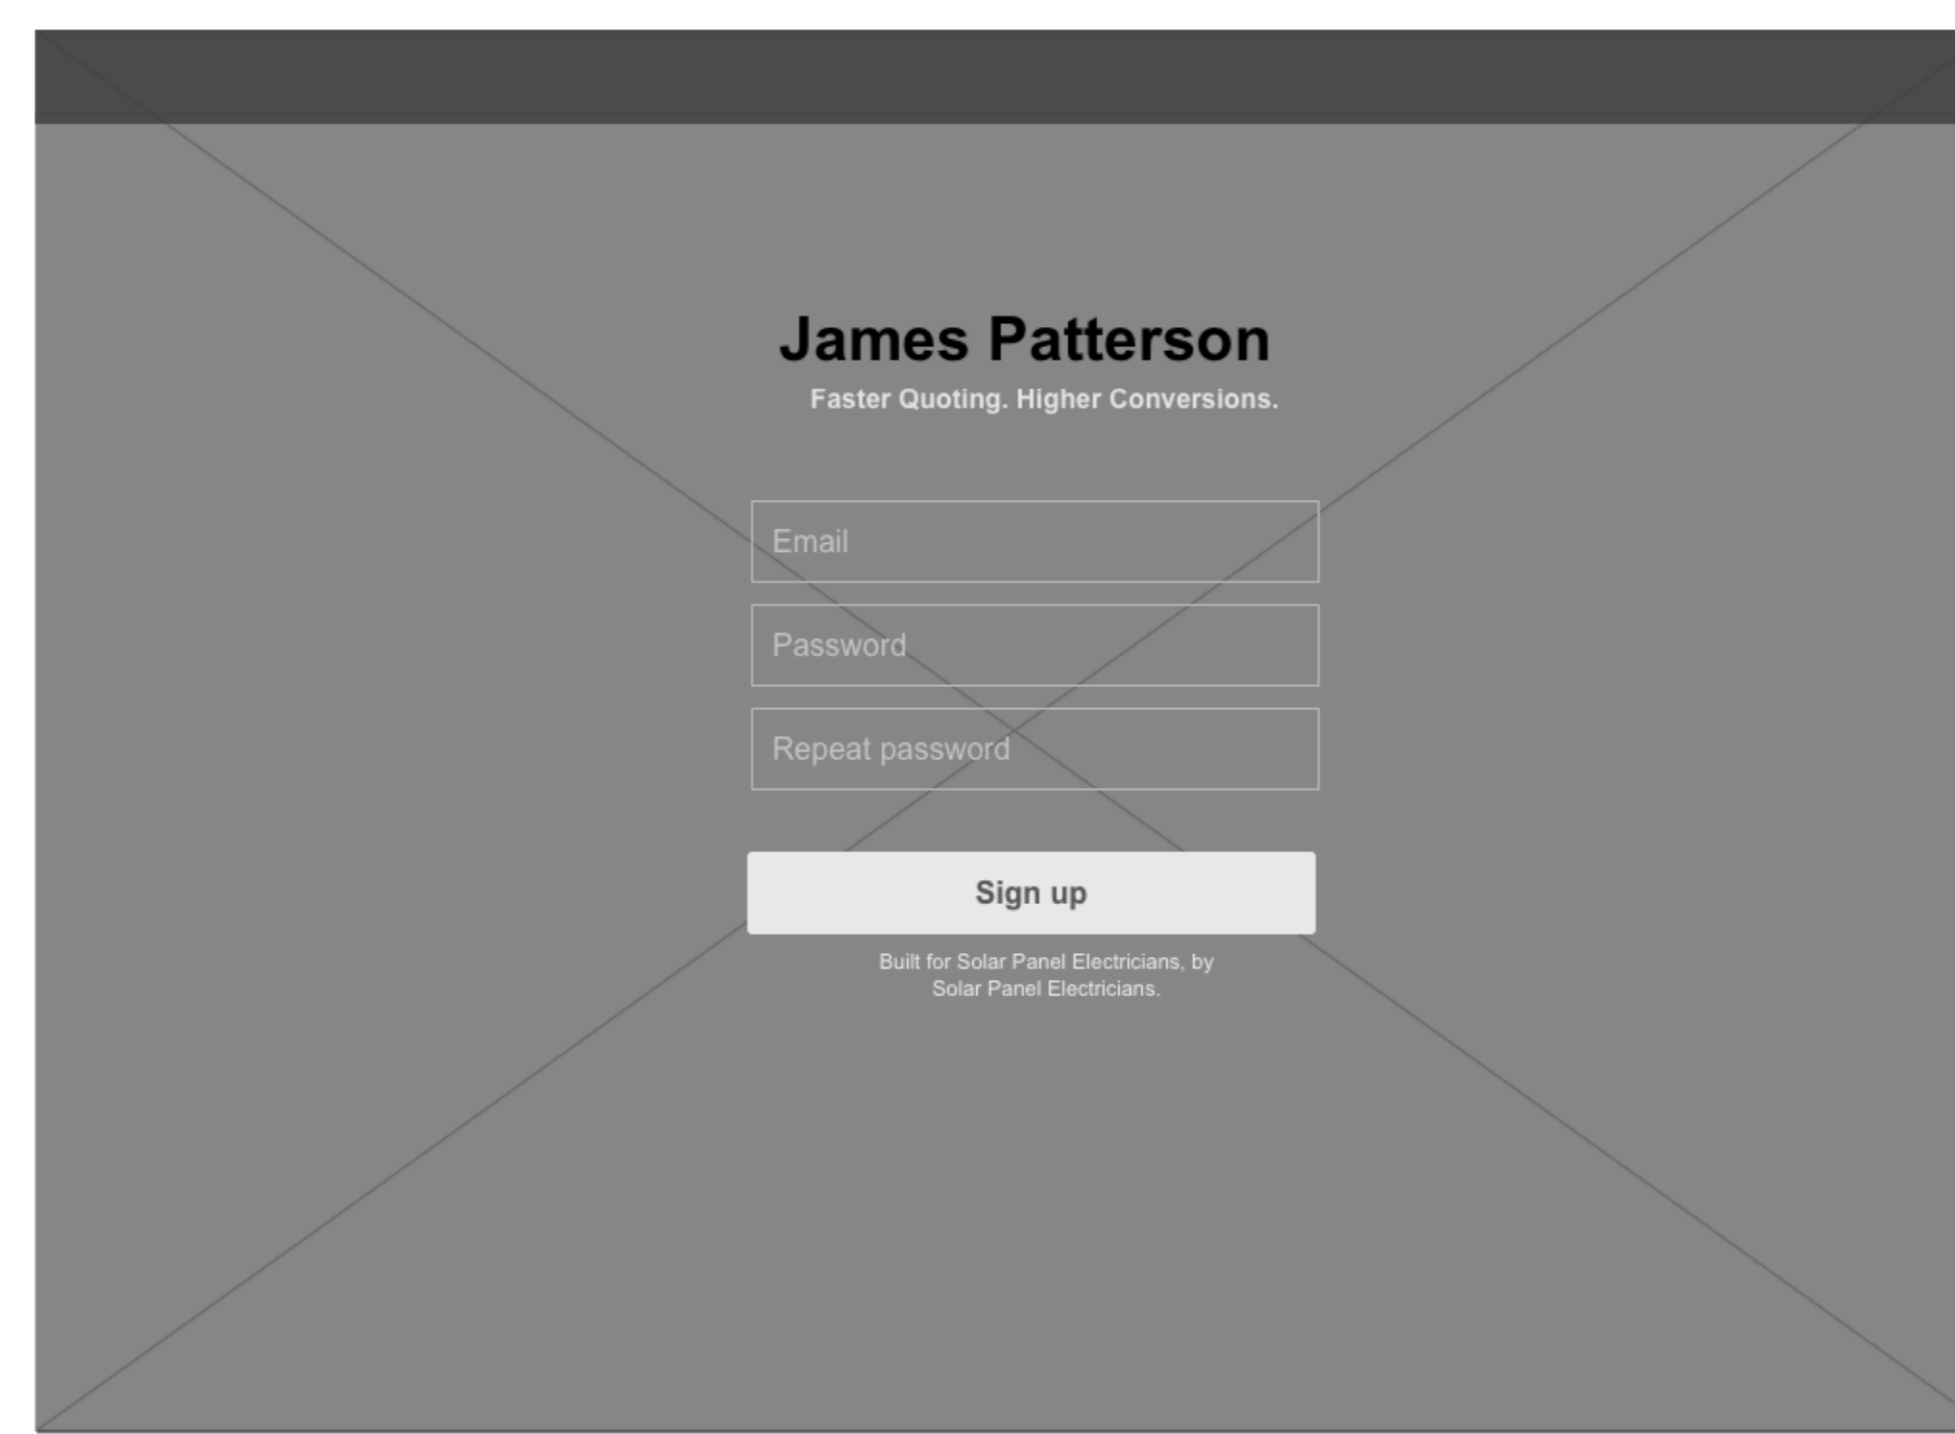 James Patterson
Faster Quoting. Higher Conversions.
Email
Password
Repeat password
Sign up
Built for Solar Panel Electricians, by
Solar Panel Electricians.